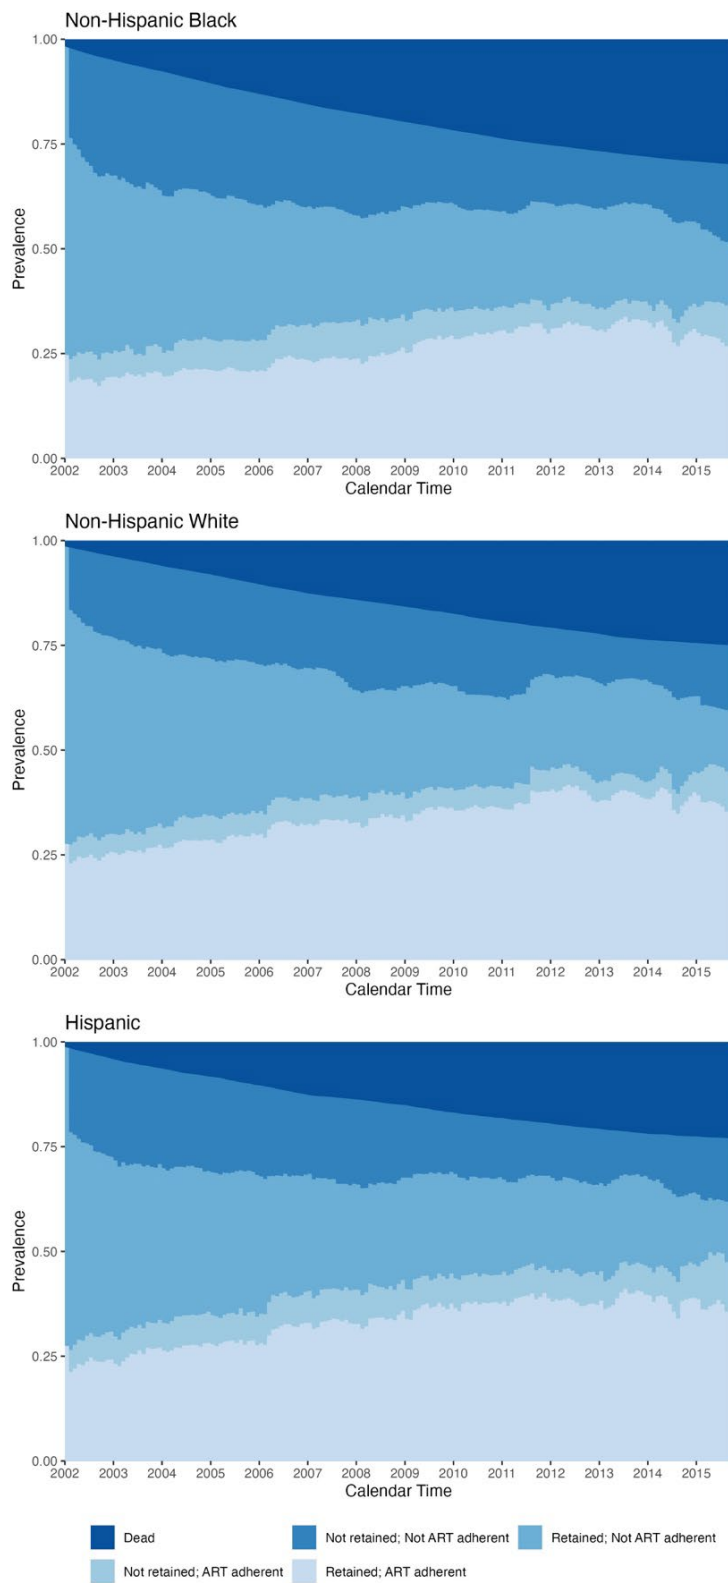 Non-Hispanic Black
1.00
0.75
0.50
0.25
0.00
Prevalence
2002 2003 2004 2005 2006 2007 2008 2009 2010 2011 2012 2013 2014 2015
Calendar Time
Non-Hispanic White
1.00
0.75
0.50
0.25
0.00
Prevalence
2002 2003 2004 2005 2006 2007 2008 2009 2010 2011 2012 2013 2014 2015
Calendar Time
Hispanic
1.00
0.75
0.50
0.25
0.00
Prevalence
2002 2003 2004 2005 2006 2007 2008 2009 2010 2011 2012 2013 2014 2015
Calendar Time
Dead Not retained; Not ART adherent Retained; Not ART adherent
Not retained; ART adherent Retained; ART adherent